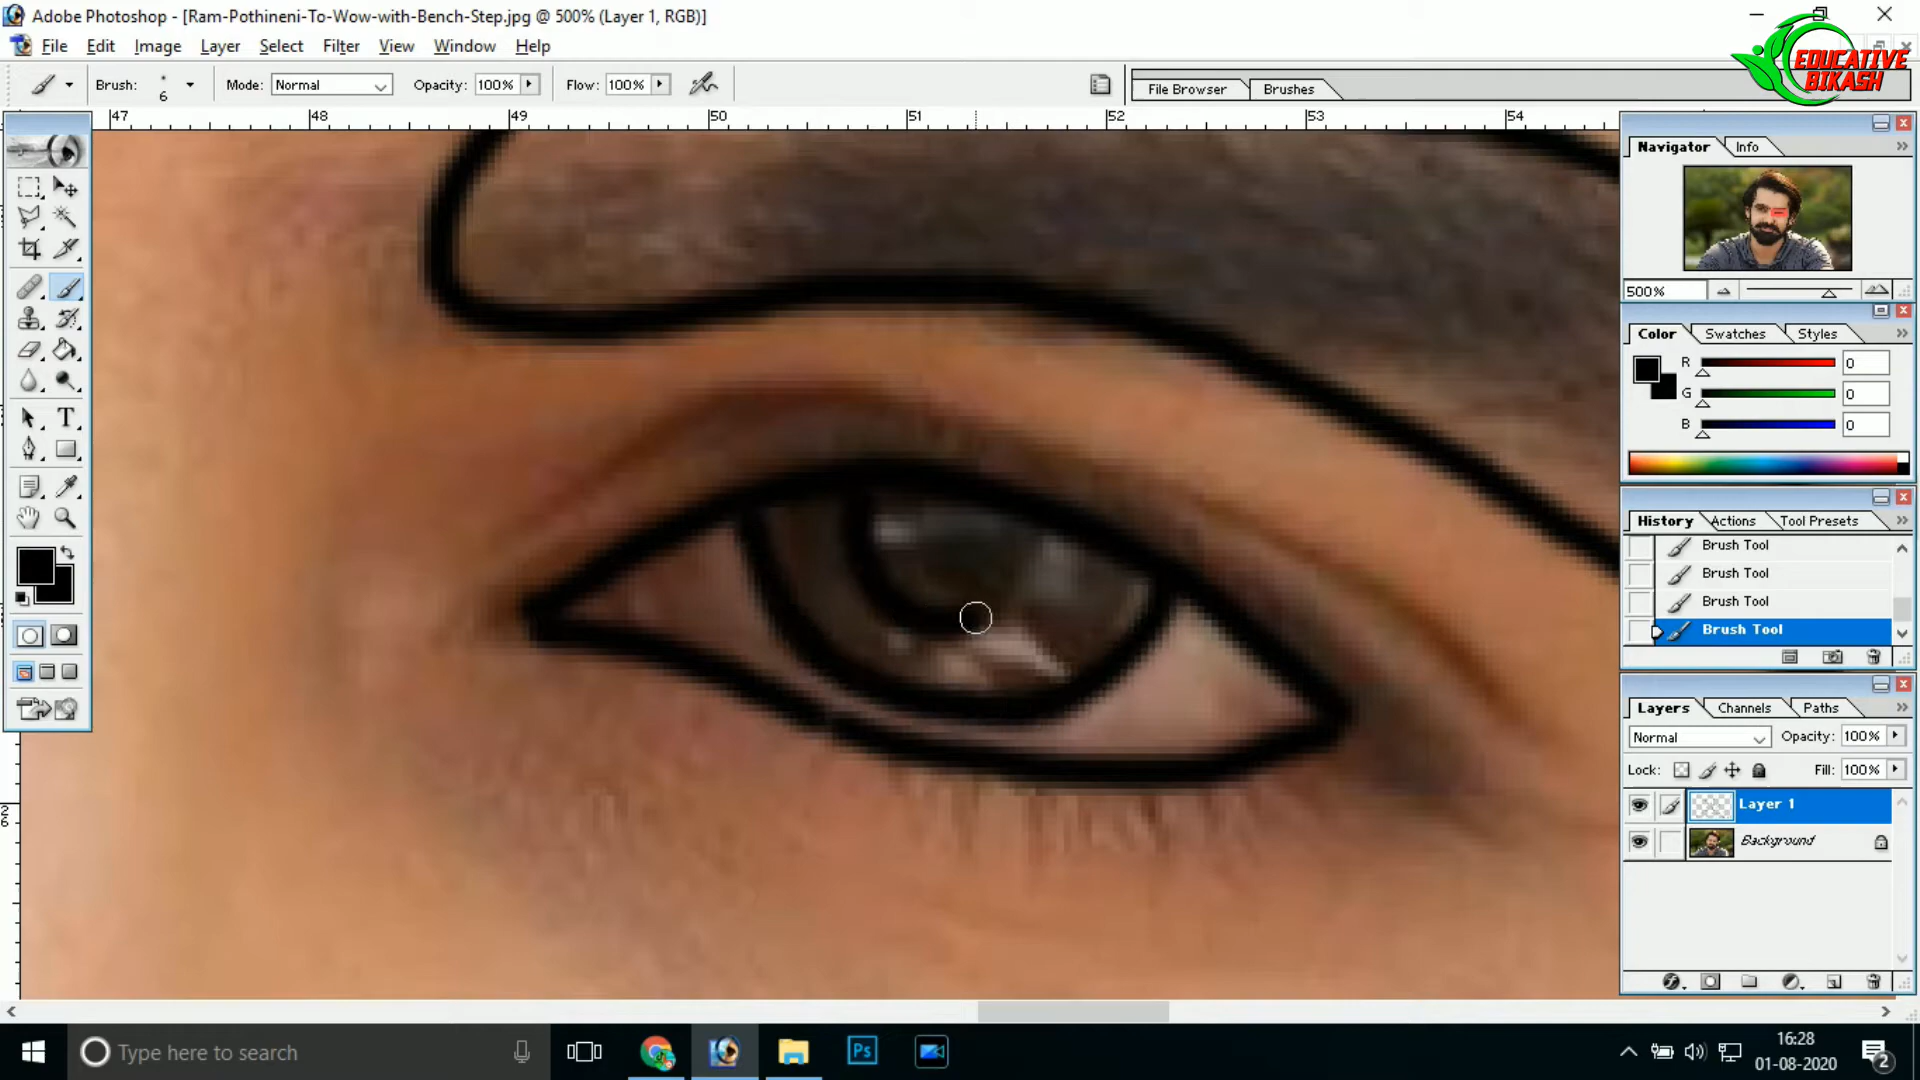 Adobe Photoshop - [Ram-Pothineni-To-Wow-with-Bench-Step.jpg @ 500% (Layer 1, RGB)]
File Edit Image Layer Select Filter View Window Help
EDUCATIVE
BIKASH
Brush: 6 Mode: Normal Opacity: 100% Flow: 100%
File Browser Brushes
47 48 49 50 51 52 53 54
Navigator Info
500%
Color Swatches Styles
R 0
G 0
B 0
History Actions Tool Presets
Brush Tool
Brush Tool
Brush Tool
Brush Tool
Layers Channels Paths
Normal Opacity: 100%
Lock: Fill: 100%
Layer 1
Background
T
2
6
Type here to search
Ps
16:28
01-08-2020
2